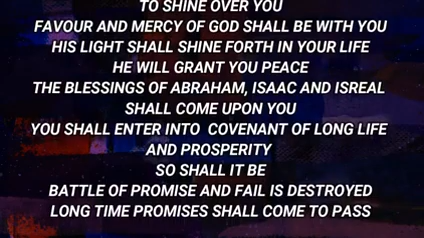 TO SHINE OVER YOU
FAVOUR AND MERCY OF GOD SHALL BE WITH YOU
HIS LIGHT SHALL SHINE FORTH IN YOUR LIFE
HE WILL GRANT YOU PEACE
THE BLESSINGS OF ABRAHAM, ISAAC AND ISREAL
SHALL COME UPON YOU
YOU SHALL ENTER INTO COVENANT OF LONG LIFE
AND PROSPERITY
SO SHALL IT BE
BATTLE OF PROMISE AND FAIL IS DESTROYED
LONG TIME PROMISES SHALL COME TO PASS